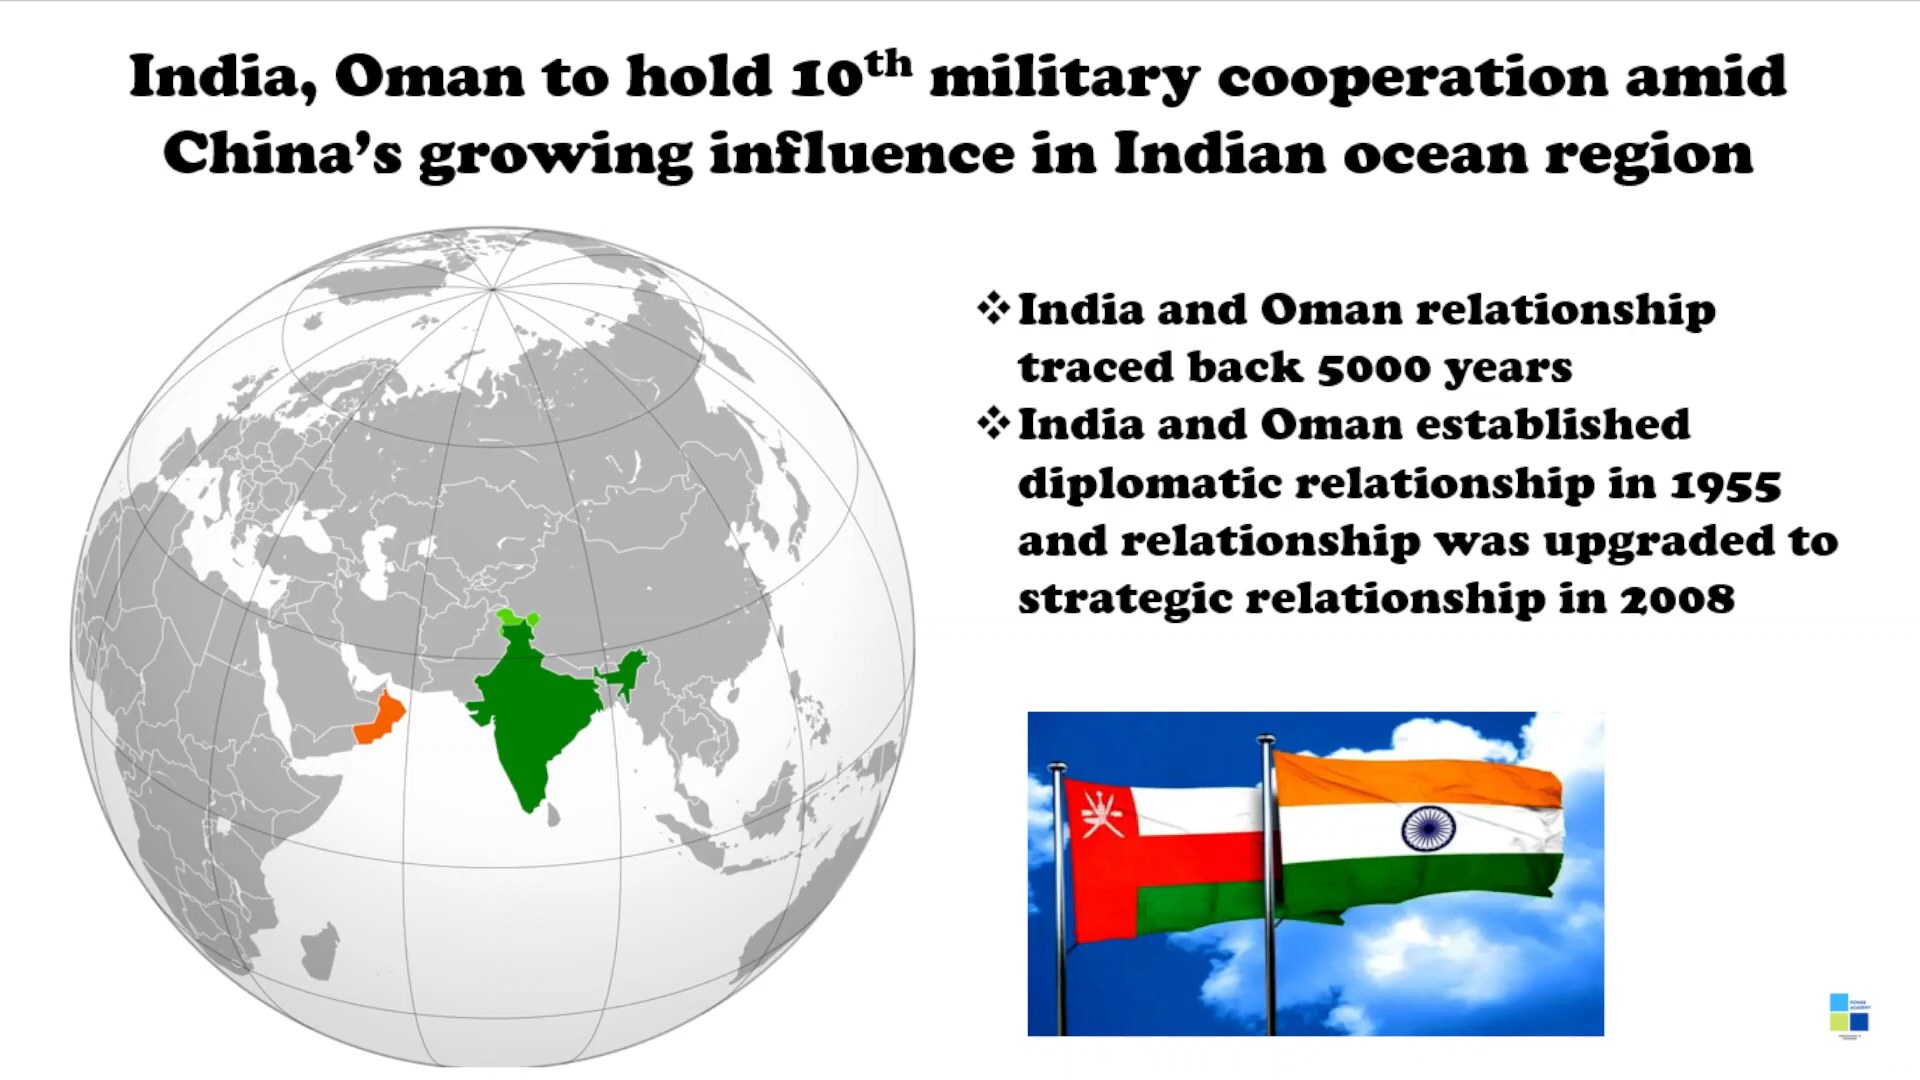 India, Oman to hold 10th military cooperation amid
China’s growing influence in Indian ocean region
❖India and Oman relationship
traced back 5000 years
❖India and Oman established
diplomatic relationship in 1955
and relationship was upgraded to
strategic relationship in 2008
POWER
ACADEMY